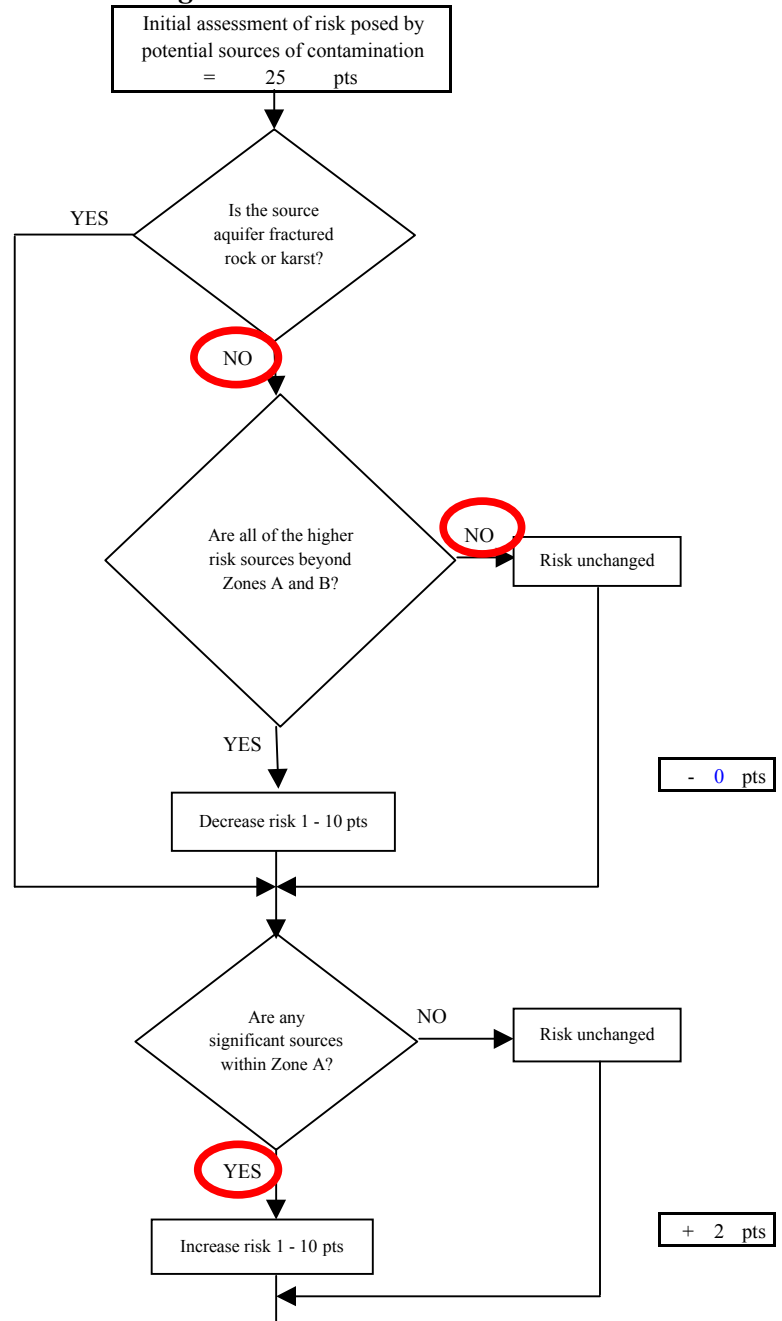 Initial assessment of risk posed by
potential sources of contamination
= 25 pts
Is the source
aquifer fractured
rock or karst?
YES
NO
Are all of the higher
risk sources beyond
Zones A and B?
NO
Risk unchanged
YES
- 0 pts
Decrease risk 1 - 10 pts
Are any
significant sources
within Zone A?
NO
Risk unchanged
YES
+ 2 pts
Increase risk 1 - 10 pts